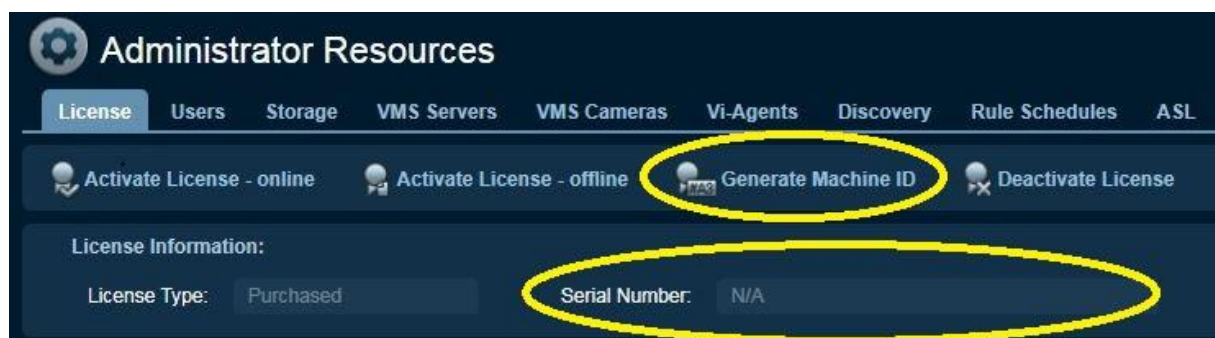 Administrator Resources
License Users Storage VMS Servers VMS Cameras Vi-Agents Discovery Rule Schedules ASL
Activate License - online Activate License - offline Generate Machine ID Deactivate License
License Information:
License Type: Purchased Serial Number: N/A